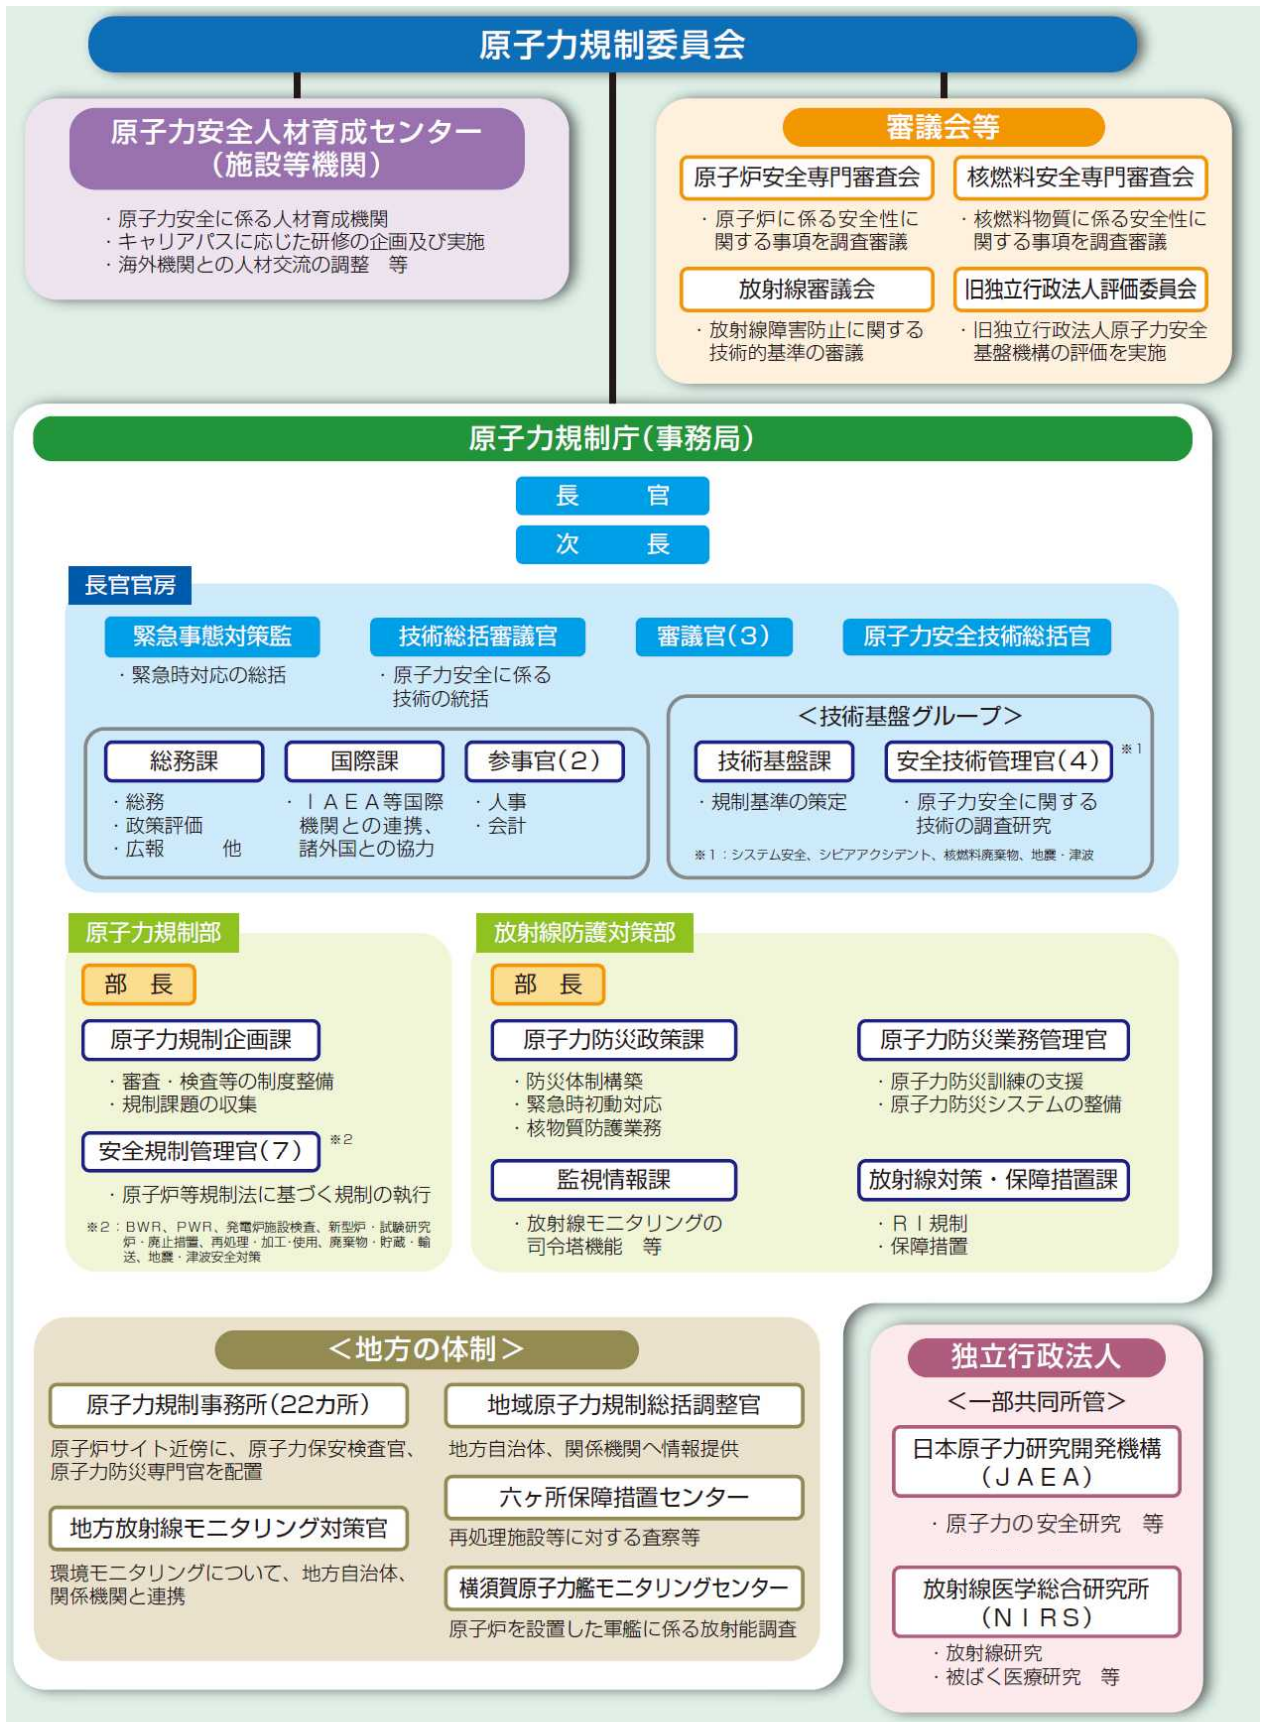 原子力規制委員会
原子力安全人材育成センター
(施設等機関)
・原子力安全に係る人材育成機関
・キャリアパスに応じた研修の企画及び実施
・海外機関との人材交流の調整　等
審議会等
原子炉安全専門審査会
・原子炉に係る安全性に
関する事項を調査審議
核燃料安全専門審査会
・核燃料物質に係る安全性に
関する事項を調査審議
放射線審議会
・放射線障害防止に関する
技術的基準の審議
旧独立行政法人評価委員会
・旧独立行政法人原子力安全
基盤機構の評価を実施
原子力規制庁(事務局)
長　官
次　長
長官官房
緊急事態対策監
・緊急時対応の総括
技術総括審議官
・原子力安全に係る
技術の統括
審議官(3)
原子力安全技術総括官
総務課
・総務
・政策評価
・広報　　他
国際課
・ＩＡＥＡ等国際
機関との連携、
諸外国との協力
参事官(2)
・人事
・会計
＜技術基盤グループ＞
技術基盤課
・規制基準の策定
安全技術管理官(4) ※1
・原子力安全に関する
技術の調査研究
※1：システム安全、シビアアクシデント、核燃料廃棄物、地震・津波
原子力規制部
部　長
原子力規制企画課
・審査・検査等の制度整備
・規制課題の収集
安全規制管理官(7) ※2
・原子炉等規制法に基づく規制の執行
※2：BWR、PWR、発電炉施設検査、新型炉・試験研究
炉・廃止措置、再処理・加工・使用、廃棄物・貯蔵・輸
送、地震・津波安全対策
放射線防護対策部
部　長
原子力防災政策課
・防災体制構築
・緊急時初動対応
・核物質防護業務
原子力防災業務管理官
・原子力防災訓練の支援
・原子力防災システムの整備
監視情報課
・放射線モニタリングの
司令塔機能　等
放射線対策・保障措置課
・ＲＩ規制
・保障措置
＜地方の体制＞
原子力規制事務所(22カ所)
原子炉サイト近傍に、原子力保安検査官、
原子力防災専門官を配置
地方放射線モニタリング対策官
環境モニタリングについて、地方自治体、
関係機関と連携
地域原子力規制総括調整官
地方自治体、関係機関へ情報提供
六ヶ所保障措置センター
再処理施設等に対する査察等
横須賀原子力艦モニタリングセンター
原子炉を設置した軍艦に係る放射能調査
独立行政法人
＜一部共同所管＞
日本原子力研究開発機構
(ＪＡＥＡ)
・原子力の安全研究　等
放射線医学総合研究所
(ＮＩＲＳ)
・放射線研究
・被ばく医療研究　等